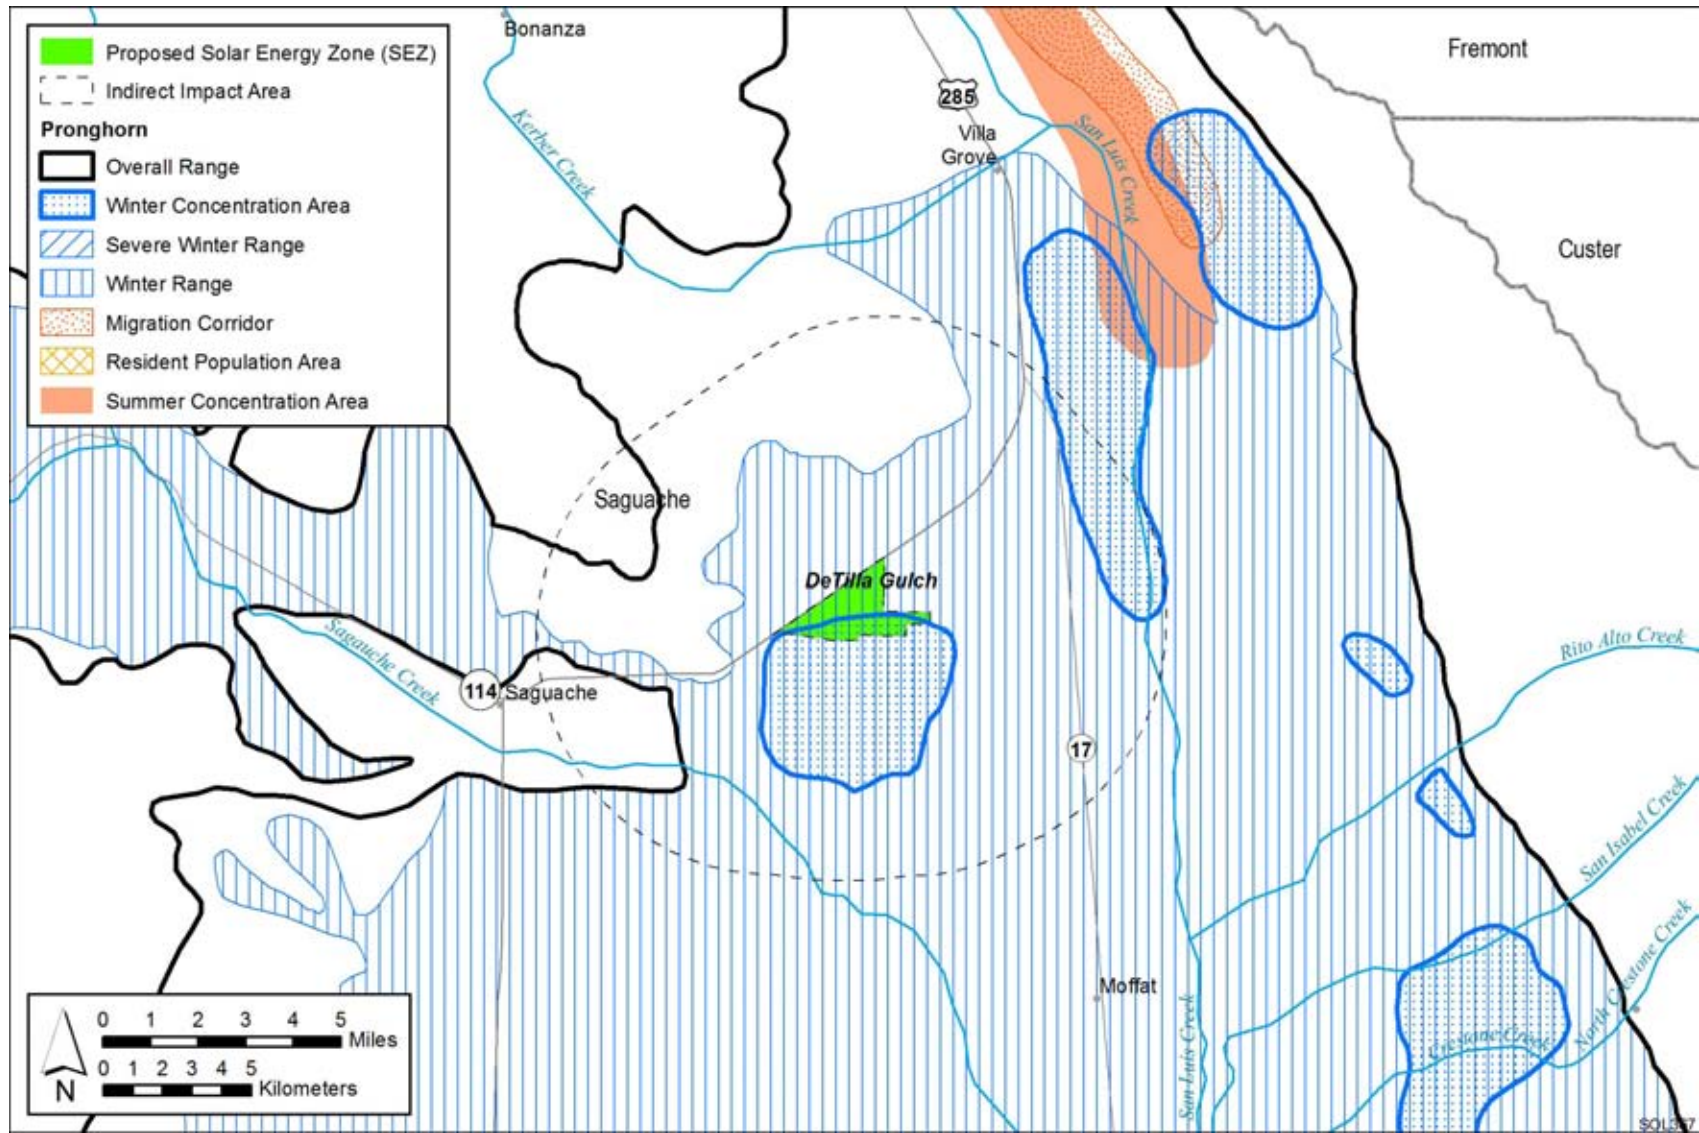 Proposed Solar Energy Zone (SEZ)
Indirect Impact Area
Pronghorn
Overall Range
Winter Concentration Area
Severe Winter Range
Winter Range
Migration Corridor
Resident Population Area
Summer Concentration Area
Bonanza
Kerber Creek
285
Villa
Grove
San Luis Creek
Fremont
Custer
Saguache
DeTilla Gulch
Sagauche Creek
114
Saguache
17
Rito Alto Creek
San Isabel Creek
North Crestone Creek
Crestone Creek
Moffat
San Luis Creek
0 1 2 3 4 5
Miles
0 1 2 3 4 5
Kilometers
N